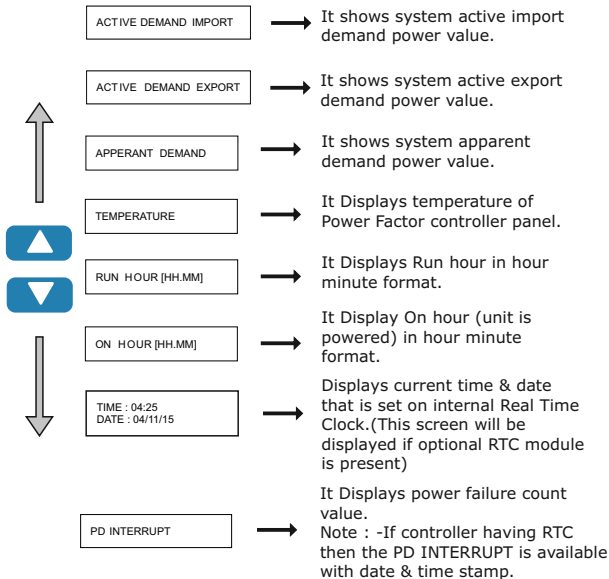 ACTIVE DEMAND IMPORT
It shows system active import
demand power value.
ACTIVE DEMAND EXPORT
It shows system active export
demand power value.
APPERANT DEMAND
It shows system apparent
demand power value.
TEMPERATURE
It Displays temperature of
Power Factor controller panel.
RUN HOUR [HH.MM]
It Displays Run hour in hour
minute format.
ON HOUR [HH.MM]
It Display On hour (unit is
powered) in hour minute
format.
TIME : 04:25
DATE : 04/11/15
Displays current time & date
that is set on internal Real Time
Clock.(This screen will be
displayed if optional RTC module
is present)
PD INTERRUPT
It Displays power failure count
value.
Note : -If controller having RTC
then the PD INTERRUPT is available
with date & time stamp.